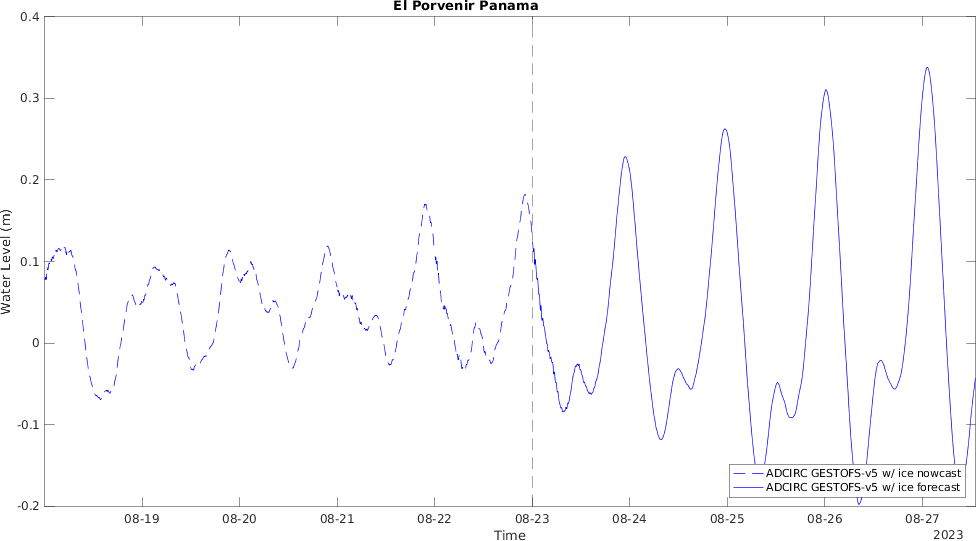 El Porvenir Panama
0.4
0.3
0.2
0.1
0
-0.1
-0.2
Water Level (m)
08-19 08-20 08-21 08-22 08-23 08-24 08-25 08-26 08-27
Time
2023
ADCIRC GESTOFS-v5 w/ ice nowcast
ADCIRC GESTOFS-v5 w/ ice forecast